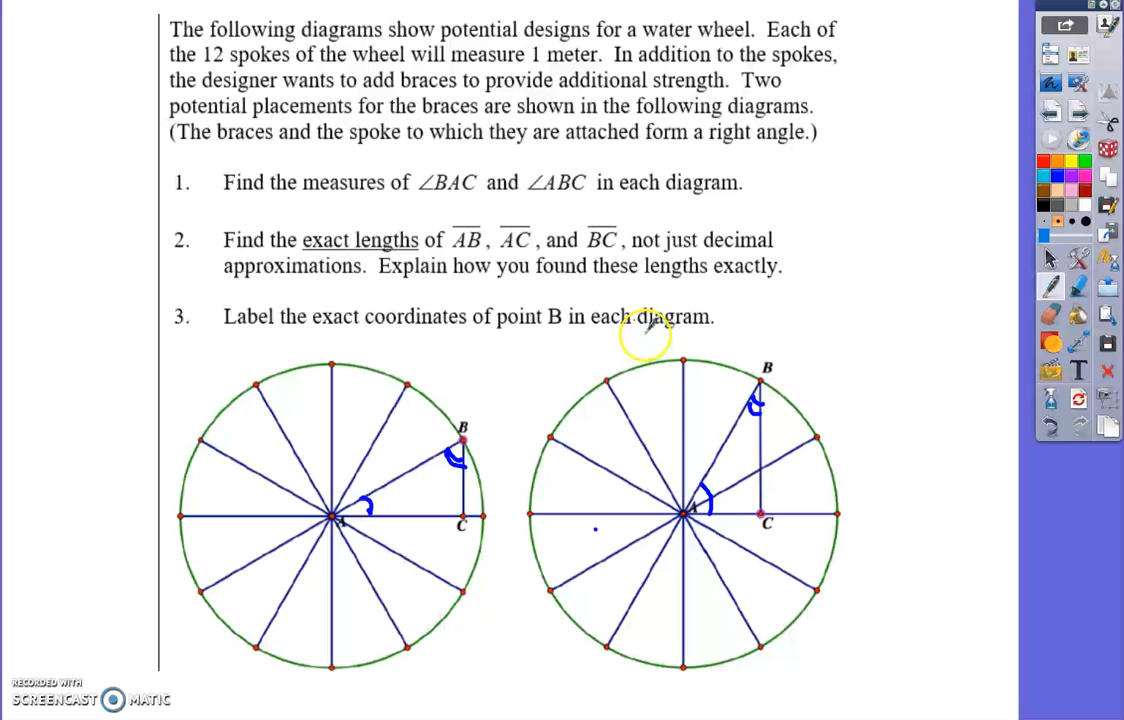 The following diagrams show potential designs for a water wheel. Each of
the 12 spokes of the wheel will measure 1 meter. In addition to the spokes,
the designer wants to add braces to provide additional strength. Two
potential placements for the braces are shown in the following diagrams.
(The braces and the spoke to which they are attached form a right angle.)
1. Find the measures of ∠BAC and ∠ABC in each diagram.
2. Find the exact lengths of A̅B̅, A̅C̅, and B̅C̅, not just decimal
approximations. Explain how you found these lengths exactly.
3. Label the exact coordinates of point B in each diagram.
B
A
C
B
A
C
T
RECORDED WITH
SCREENCAST MATIC